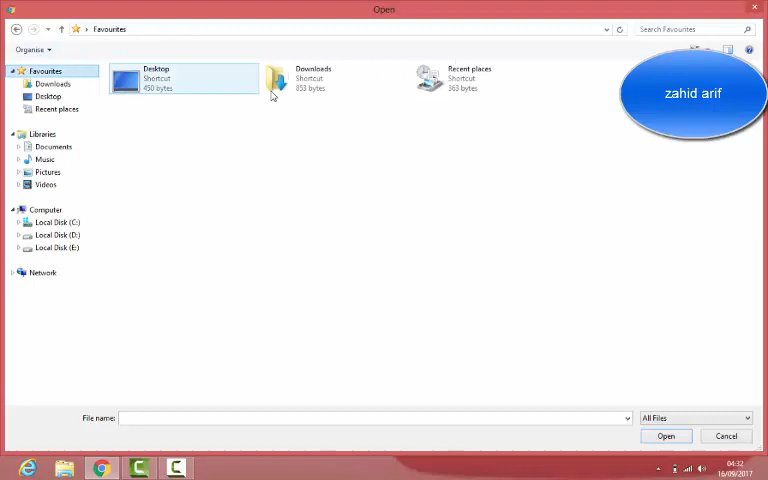 Open
Favourites
Search Favourites
Organise
zahid arif
Favourites
Downloads
Desktop
Recent places
Libraries
Documents
Music
Pictures
Videos
Computer
Local Disk (C:)
Local Disk (D:)
Local Disk (E:)
Network
Desktop
Shortcut
450 bytes
Downloads
Shortcut
853 bytes
Recent places
Shortcut
363 bytes
File name:
All Files
Open
Cancel
04:32
16/09/2017